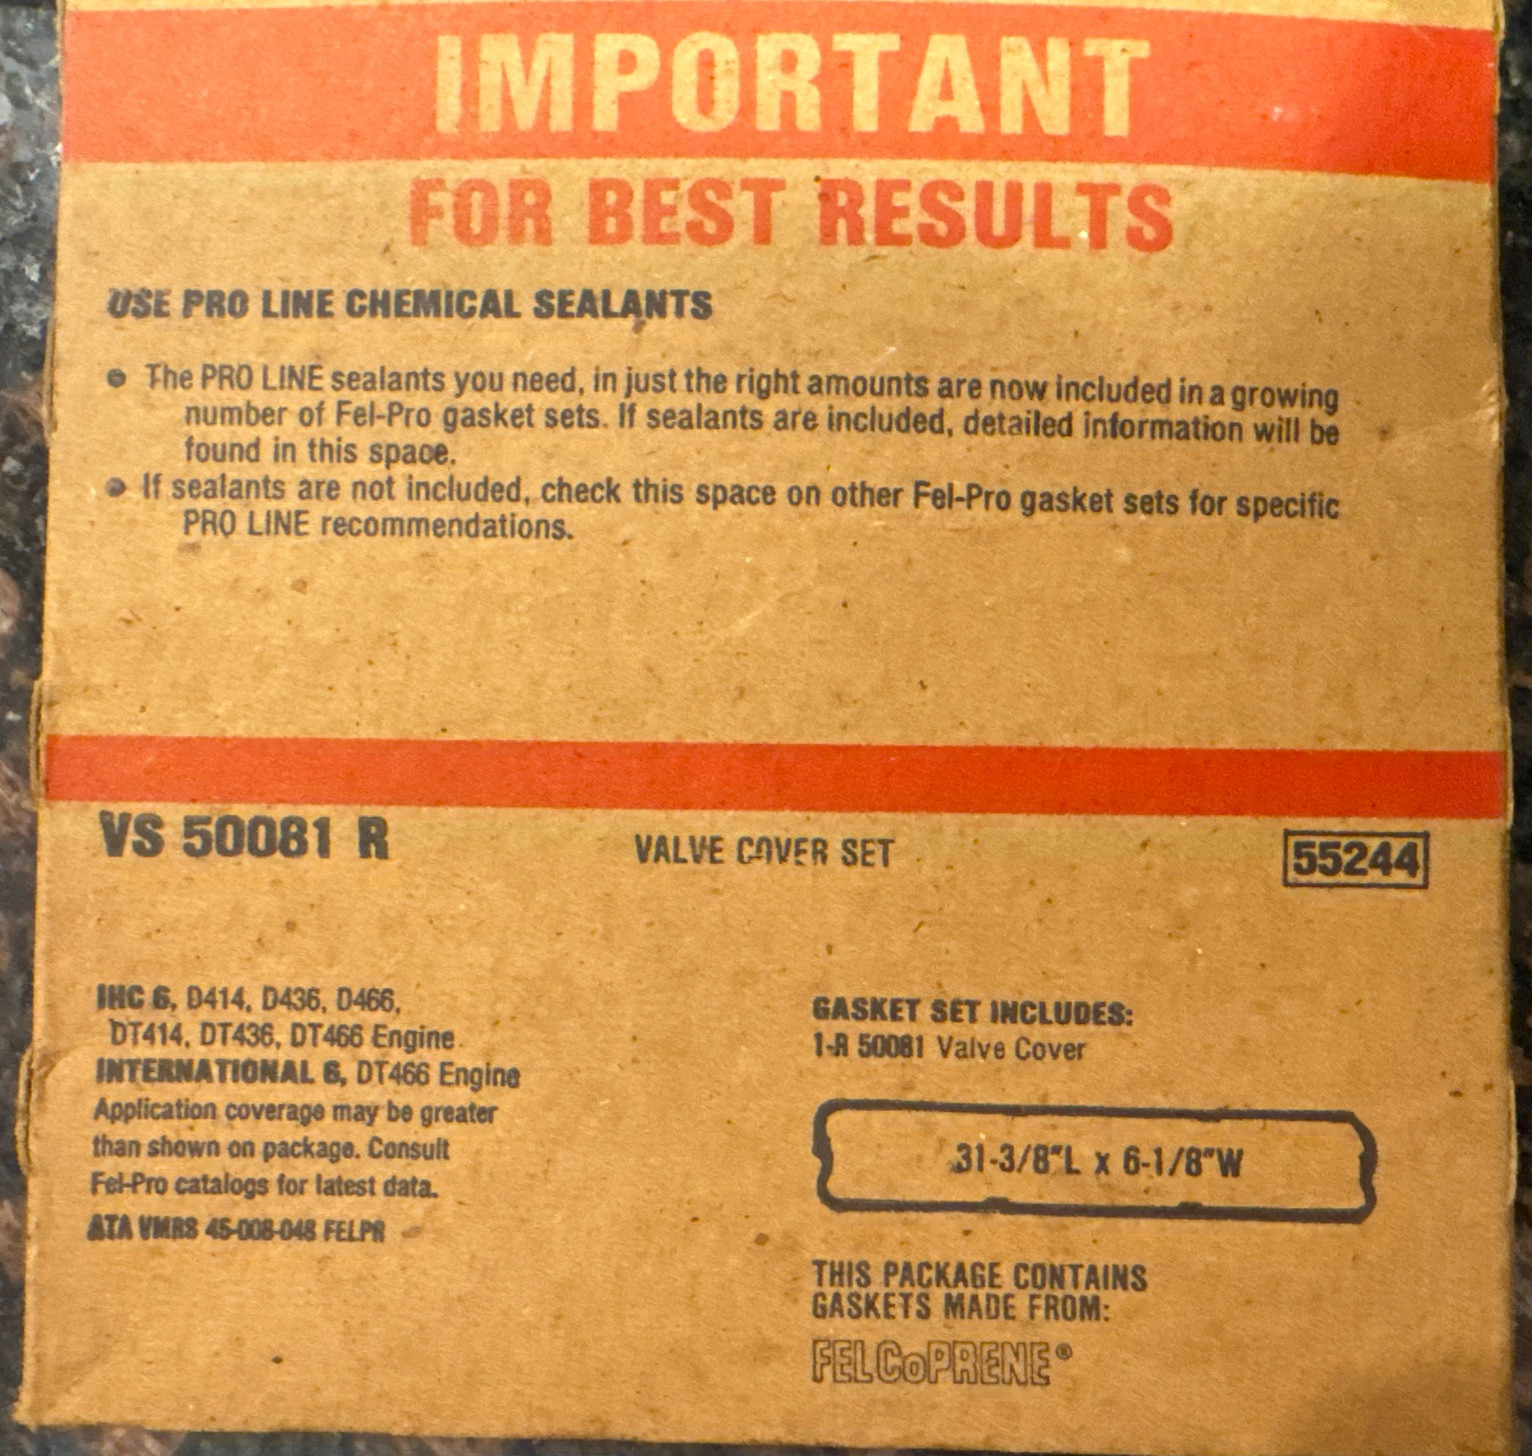 IMPORTANT
FOR BEST RESULTS
USE PRO LINE CHEMICAL SEALANTS
● The PRO LINE sealants you need, in just the right amounts are now included in a growing
number of Fel-Pro gasket sets. If sealants are included, detailed information will be
found in this space.
● If sealants are not included, check this space on other Fel-Pro gasket sets for specific
PRO LINE recommendations.
VS 50081 R
VALVE COVER SET
55244
IHC 6, D414, D436, D466,
DT414, DT436, DT466 Engine
INTERNATIONAL 6, DT466 Engine
Application coverage may be greater
than shown on package. Consult
Fel-Pro catalogs for latest data.
ATA VMRS 45-008-048 FELPR
GASKET SET INCLUDES:
1-R 50081 Valve Cover
31-3/8"L x 6-1/8"W
THIS PACKAGE CONTAINS
GASKETS MADE FROM:
FELCoPRENE®